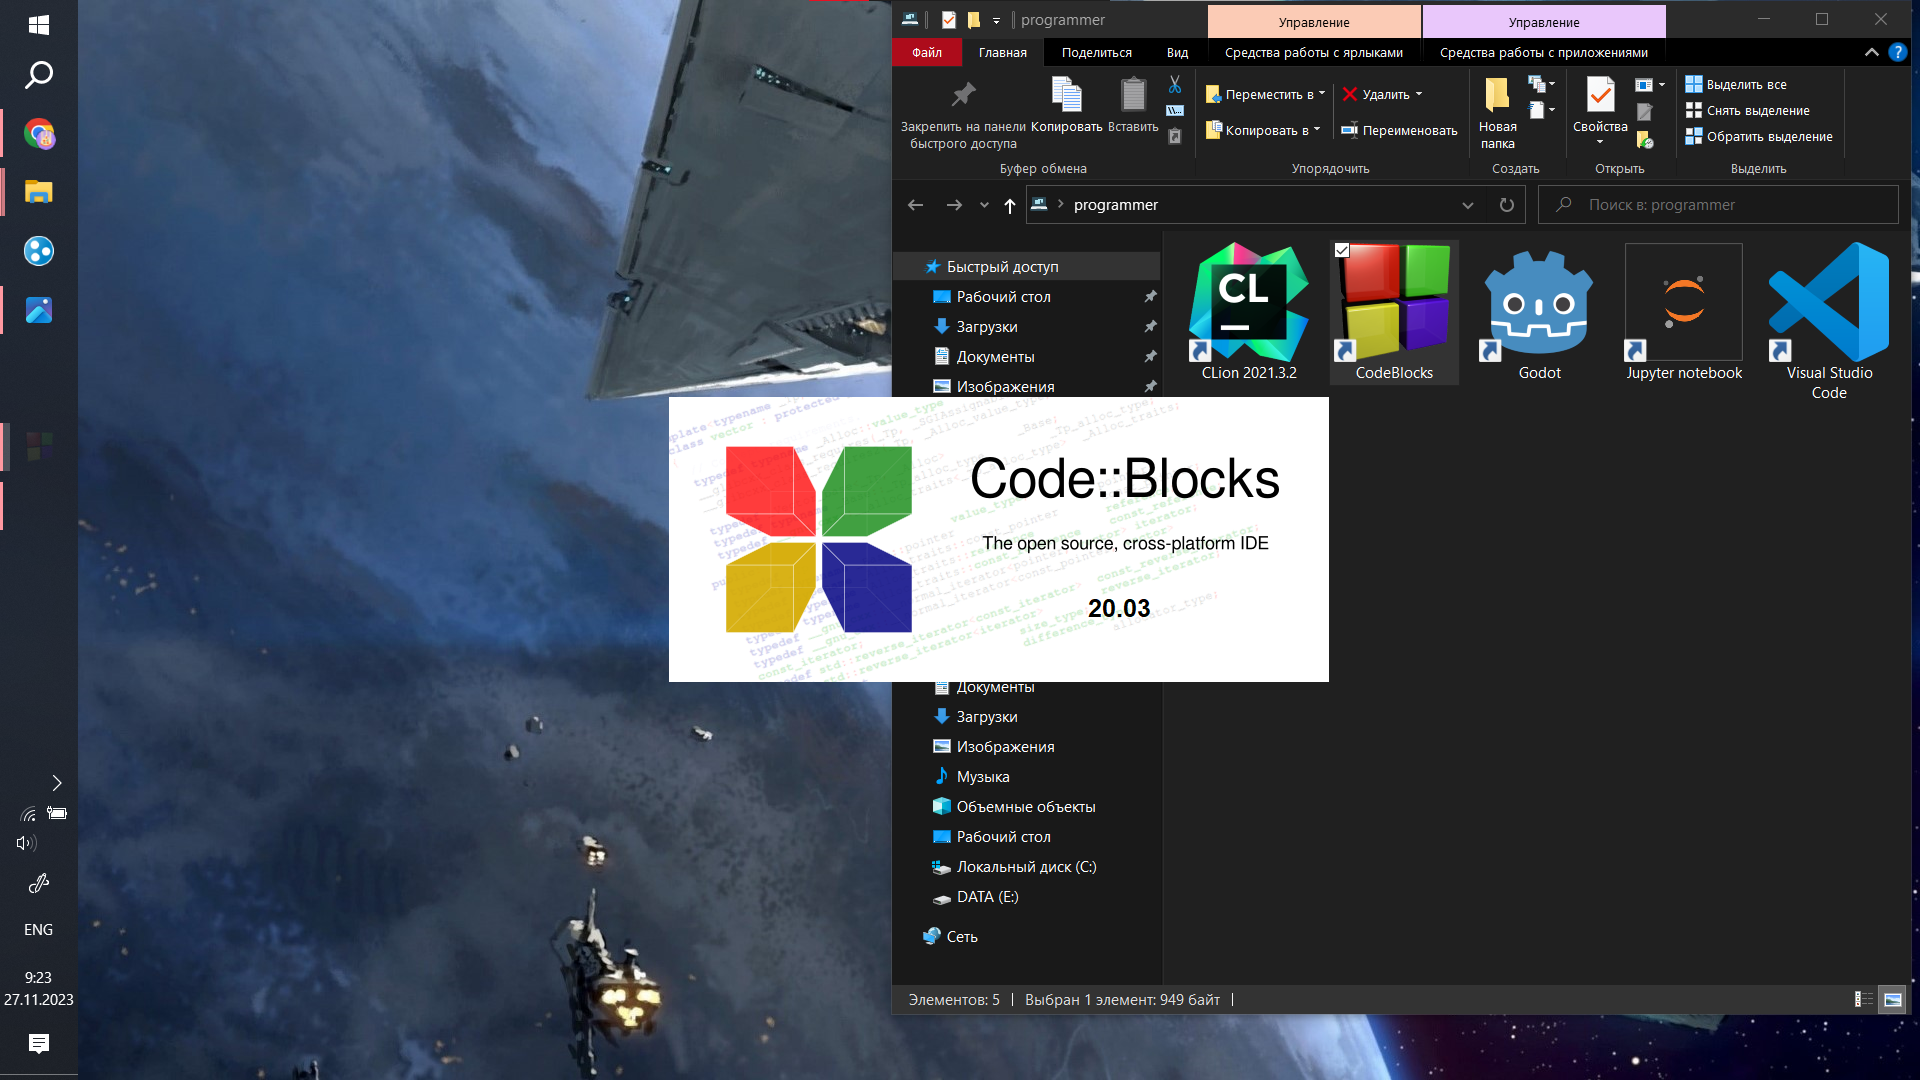 programmer
Управление
Управление
Файл
Главная
Поделиться
Вид
Средства работы с ярлыками
Средства работы с приложениями
Закрепить на панели
быстрого доступа
Копировать
Вставить
Переместить в
Копировать в
Удалить
Переименовать
Новая
папка
Свойства
Выделить все
Снять выделение
Обратить выделение
Буфер обмена
Упорядочить
Создать
Открыть
Выделить
programmer
Поиск в: programmer
Быстрый доступ
Рабочий стол
Загрузки
Документы
Изображения
CL
CLion 2021.3.2
CodeBlocks
Godot
Jupyter notebook
Visual Studio
Code
Code::Blocks
The open source, cross-platform IDE
20.03
Документы
Загрузки
Изображения
Музыка
Объемные объекты
Рабочий стол
Локальный диск (C:)
DATA (E:)
Сеть
Элементов: 5
Выбран 1 элемент: 949 байт
ENG
9:23
27.11.2023